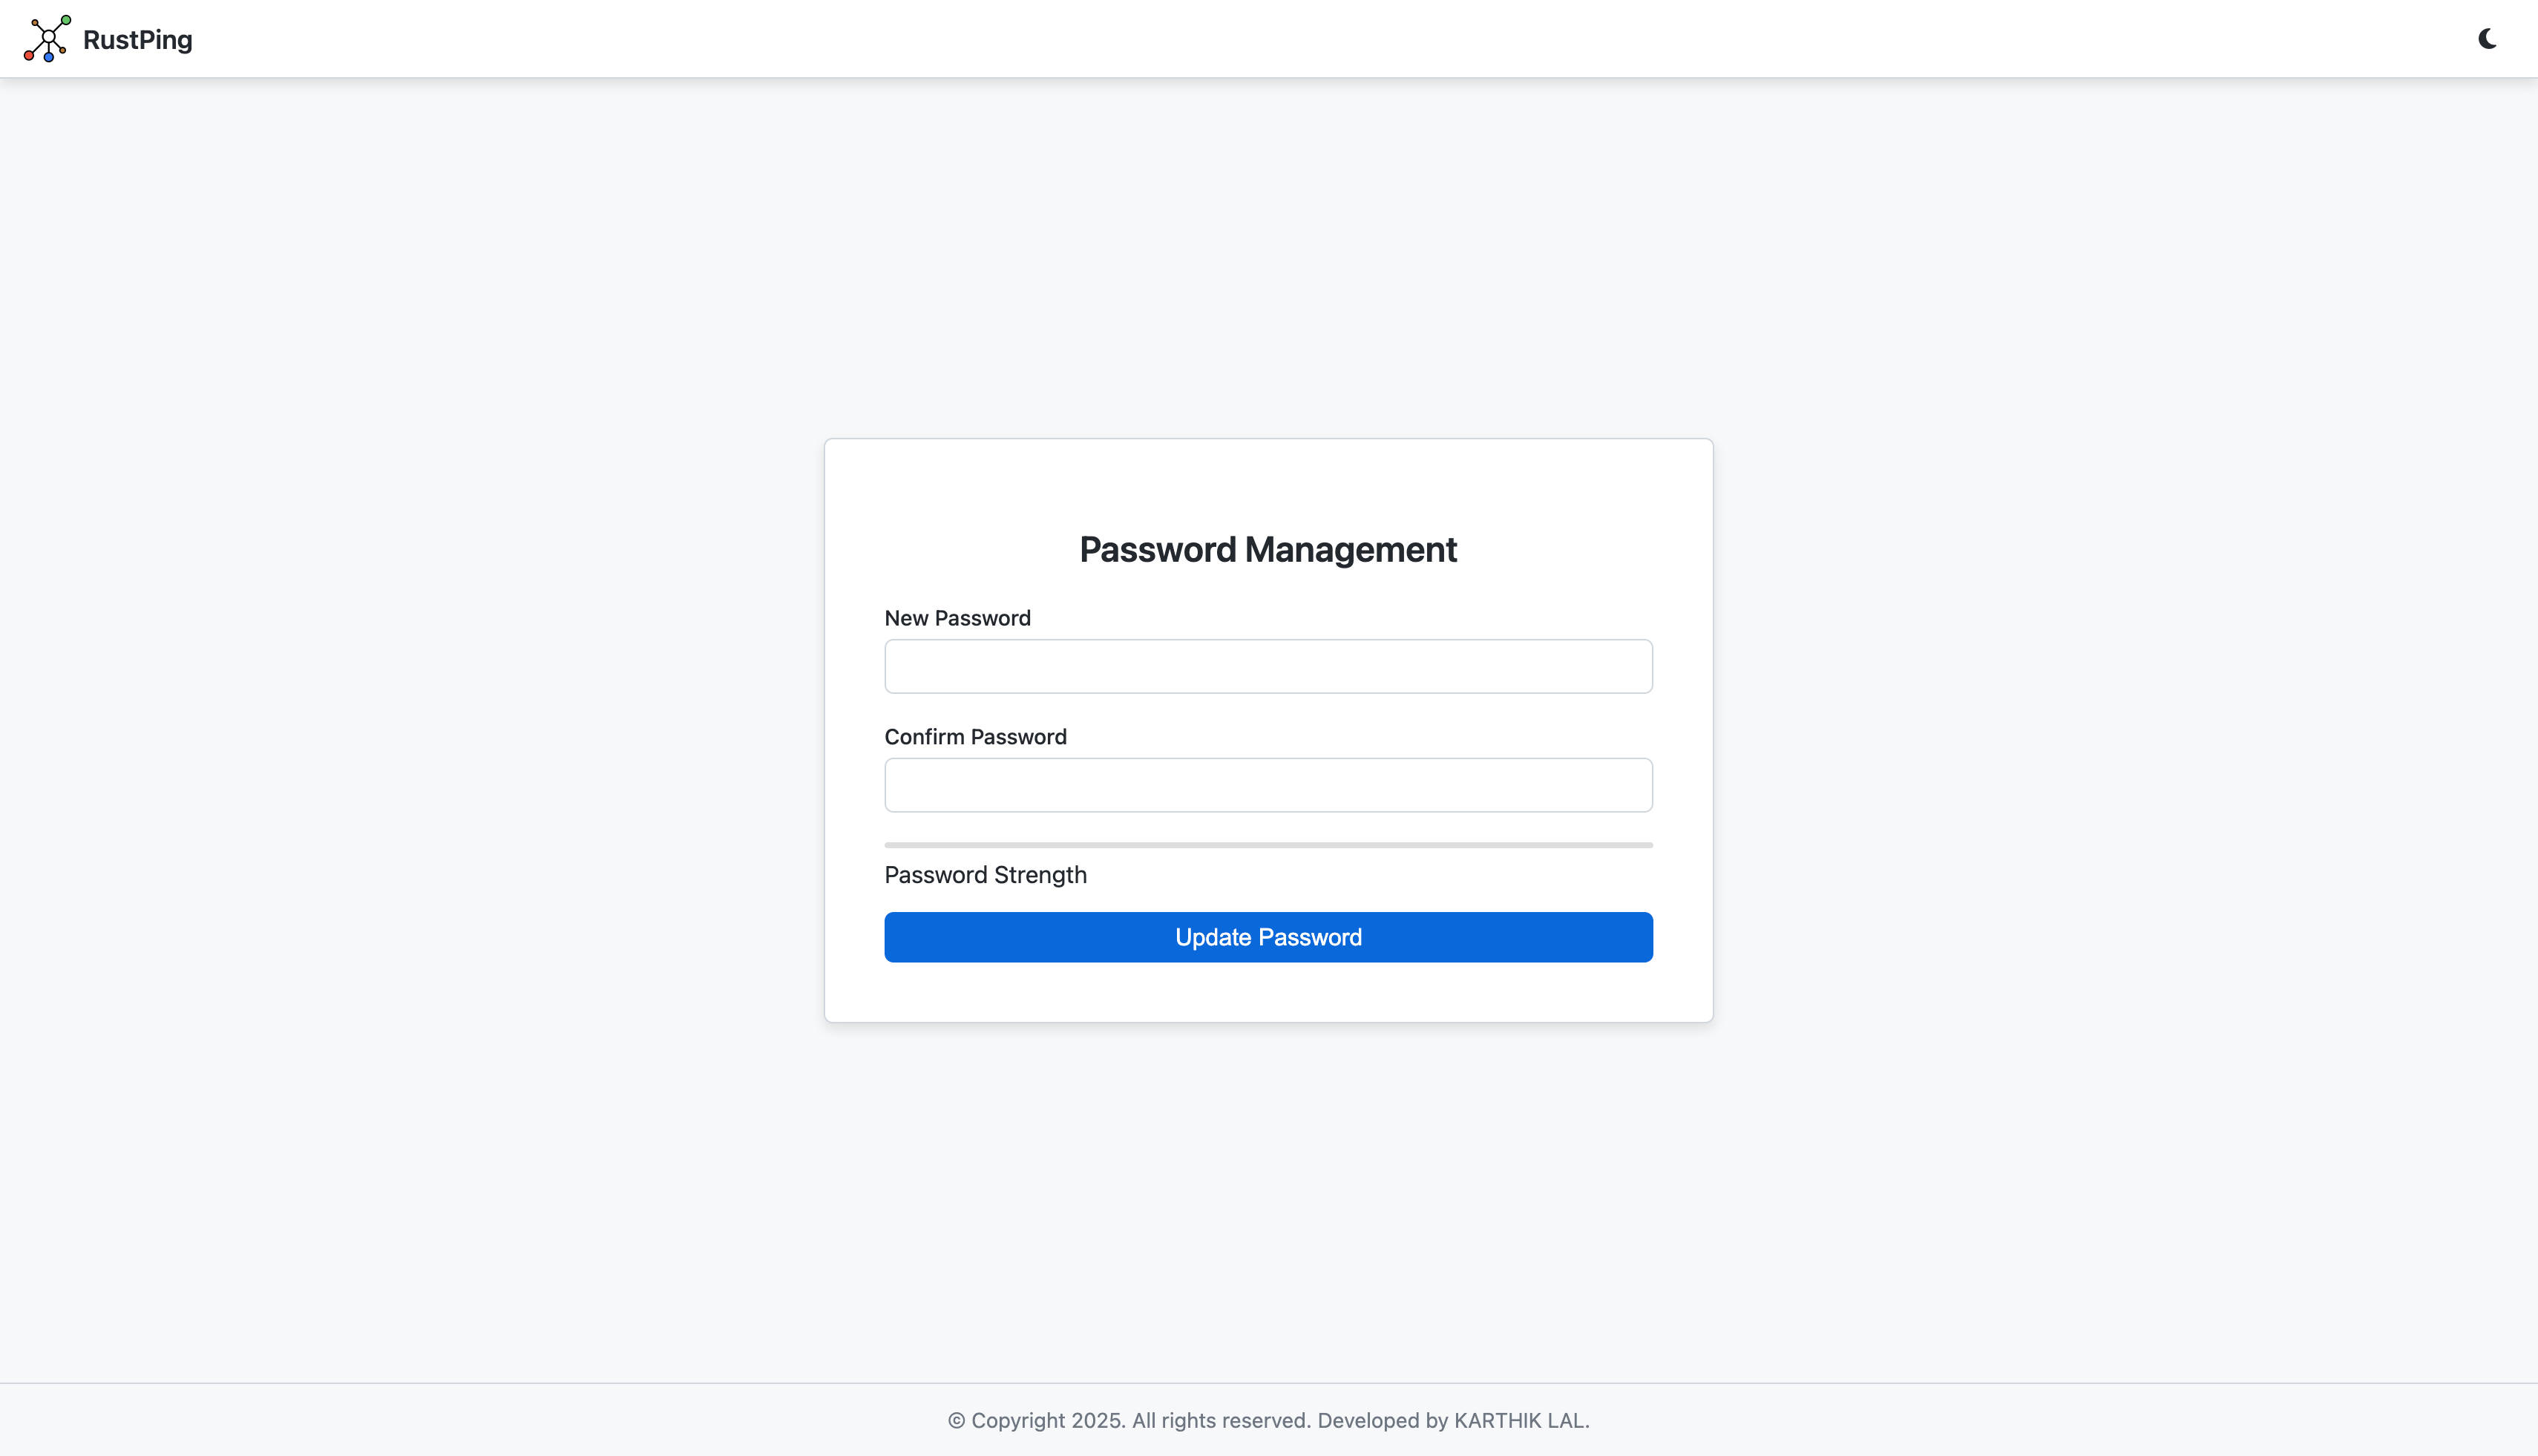 RustPing
Password Management
New Password
Confirm Password
Password Strength
Update Password
© Copyright 2025. All rights reserved. Developed by KARTHIK LAL.